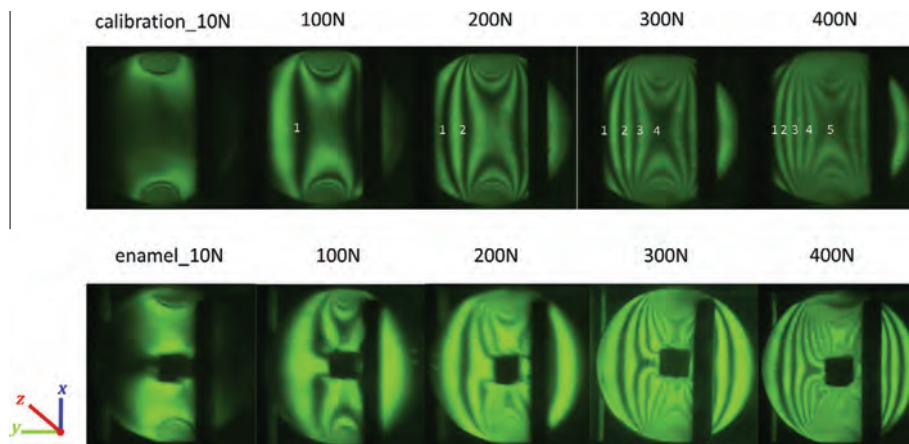 calibration_10N 100N 200N 300N 400N
1 1 2 1 2 3 4 1 2 3 4 5
enamel_10N 100N 200N 300N 400N
x
z
y